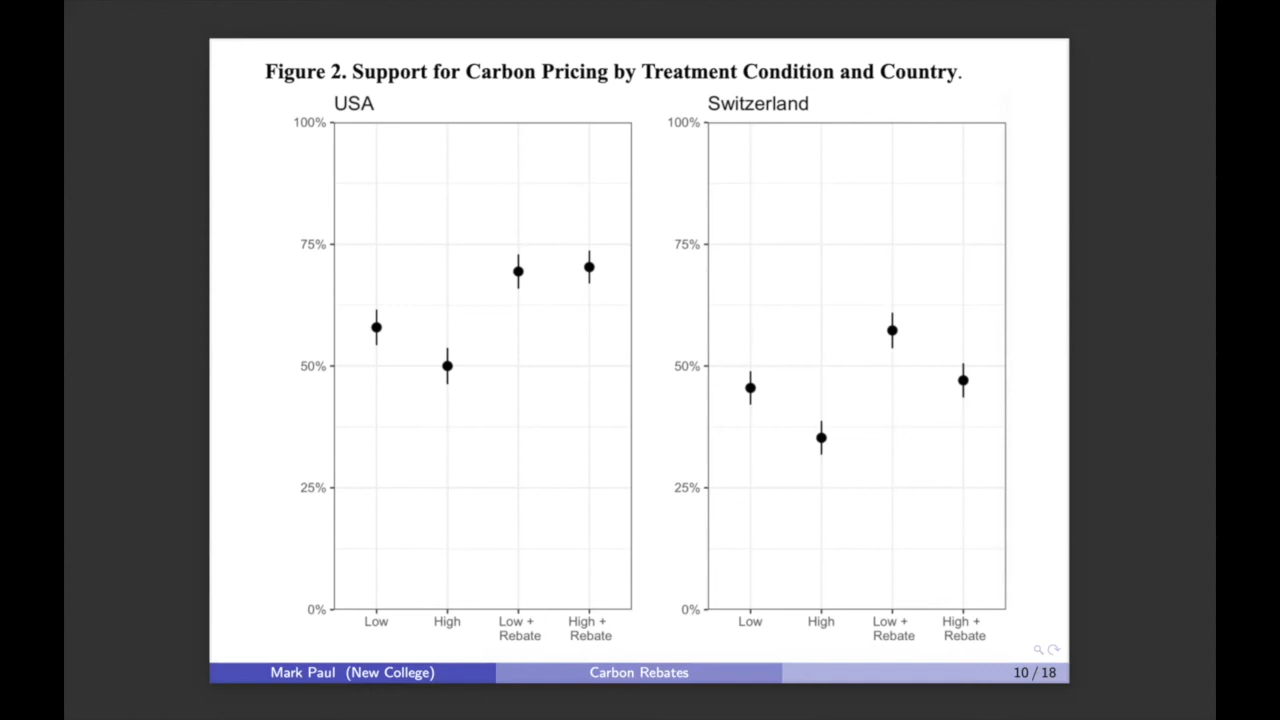 Figure 2. Support for Carbon Pricing by Treatment Condition and Country.
USA
100%
75%
50%
25%
0%
Low
High
Low +
Rebate
High +
Rebate
Switzerland
100%
75%
50%
25%
0%
Low
High
Low +
Rebate
High +
Rebate
Mark Paul (New College)
Carbon Rebates
10 / 18